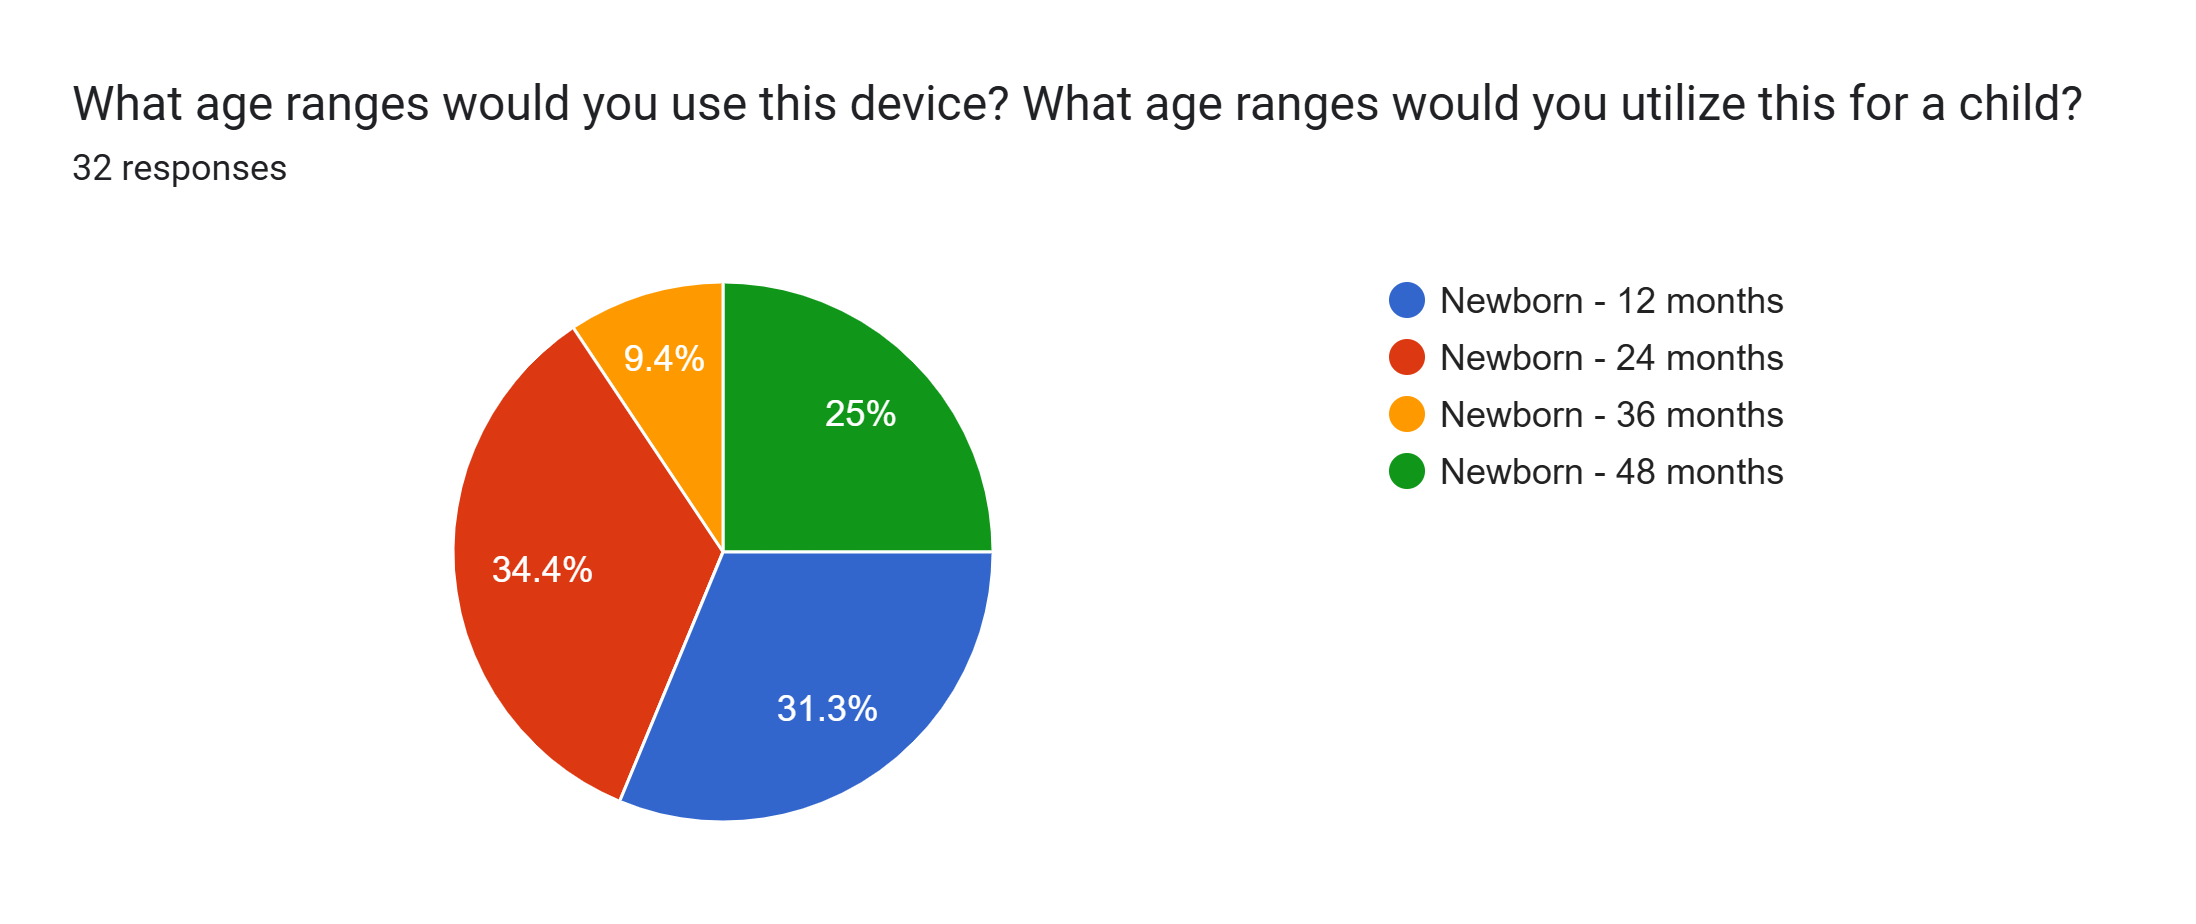 What age ranges would you use this device? What age ranges would you utilize this for a child?
32 responses
9.4%
25%
34.4%
31.3%
Newborn - 12 months
Newborn - 24 months
Newborn - 36 months
Newborn - 48 months